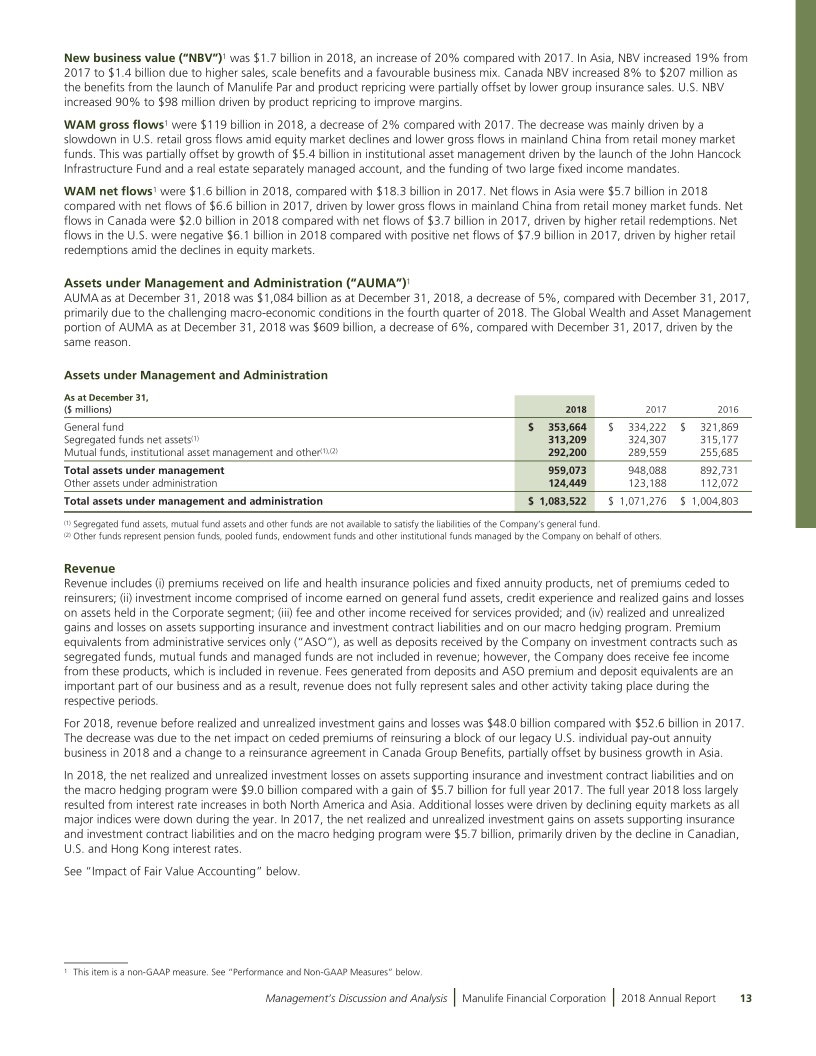 New business value (“NBV”)1 was $1.7 billion in 2018, an increase of 20% compared with 2017. In Asia, NBV increased 19% from
2017 to $1.4 billion due to higher sales, scale benefits and a favourable business mix. Canada NBV increased 8% to $207 million as
the benefits from the launch of Manulife Par and product repricing were partially offset by lower group insurance sales. U.S. NBV
increased 90% to $98 million driven by product repricing to improve margins.
WAM gross flows1 were $119 billion in 2018, a decrease of 2% compared with 2017. The decrease was mainly driven by a
slowdown in U.S. retail gross flows amid equity market declines and lower gross flows in mainland China from retail money market
funds. This was partially offset by growth of $5.4 billion in institutional asset management driven by the launch of the John Hancock
Infrastructure Fund and a real estate separately managed account, and the funding of two large fixed income mandates.
WAM net flows1 were $1.6 billion in 2018, compared with $18.3 billion in 2017. Net flows in Asia were $5.7 billion in 2018
compared with net flows of $6.6 billion in 2017, driven by lower gross flows in mainland China from retail money market funds. Net
flows in Canada were $2.0 billion in 2018 compared with net flows of $3.7 billion in 2017, driven by higher retail redemptions. Net
flows in the U.S. were negative $6.1 billion in 2018 compared with positive net flows of $7.9 billion in 2017, driven by higher retail
redemptions amid the declines in equity markets.
Assets under Management and Administration (“AUMA”)1
AUMA as at December 31, 2018 was $1,084 billion as at December 31, 2018, a decrease of 5%, compared with December 31, 2017,
primarily due to the challenging macro-economic conditions in the fourth quarter of 2018. The Global Wealth and Asset Management
portion of AUMA as at December 31, 2018 was $609 billion, a decrease of 6%, compared with December 31, 2017, driven by the
same reason.
Assets under Management and Administration
As at December 31,
($ millions) 2018 2017 2016
General fund $ 353,664 $ 334,222 $ 321,869
Segregated funds net assets(1) 313,209 324,307 315,177
Mutual funds, institutional asset management and other(1),(2) 292,200 289,559 255,685
Total assets under management 959,073 948,088 892,731
Other assets under administration 124,449 123,188 112,072
Total assets under management and administration $ 1,083,522 $ 1,071,276 $ 1,004,803
(1) Segregated fund assets, mutual fund assets and other funds are not available to satisfy the liabilities of the Company’s general fund.
(2) Other funds represent pension funds, pooled funds, endowment funds and other institutional funds managed by the Company on behalf of others.
Revenue
Revenue includes (i) premiums received on life and health insurance policies and fixed annuity products, net of premiums ceded to
reinsurers; (ii) investment income comprised of income earned on general fund assets, credit experience and realized gains and losses
on assets held in the Corporate segment; (iii) fee and other income received for services provided; and (iv) realized and unrealized
gains and losses on assets supporting insurance and investment contract liabilities and on our macro hedging program. Premium
equivalents from administrative services only (“ASO”), as well as deposits received by the Company on investment contracts such as
segregated funds, mutual funds and managed funds are not included in revenue; however, the Company does receive fee income
from these products, which is included in revenue. Fees generated from deposits and ASO premium and deposit equivalents are an
important part of our business and as a result, revenue does not fully represent sales and other activity taking place during the
respective periods.
For 2018, revenue before realized and unrealized investment gains and losses was $48.0 billion compared with $52.6 billion in 2017.
The decrease was due to the net impact on ceded premiums of reinsuring a block of our legacy U.S. individual pay-out annuity
business in 2018 and a change to a reinsurance agreement in Canada Group Benefits, partially offset by business growth in Asia.
In 2018, the net realized and unrealized investment losses on assets supporting insurance and investment contract liabilities and on
the macro hedging program were $9.0 billion compared with a gain of $5.7 billion for full year 2017. The full year 2018 loss largely
resulted from interest rate increases in both North America and Asia. Additional losses were driven by declining equity markets as all
major indices were down during the year. In 2017, the net realized and unrealized investment gains on assets supporting insurance
and investment contract liabilities and on the macro hedging program were $5.7 billion, primarily driven by the decline in Canadian,
U.S. and Hong Kong interest rates.
See “Impact of Fair Value Accounting” below.
1 This item is a non-GAAP measure. See “Performance and Non-GAAP Measures” below.
Management’s Discussion and Analysis | Manulife Financial Corporation | 2018 Annual Report 13